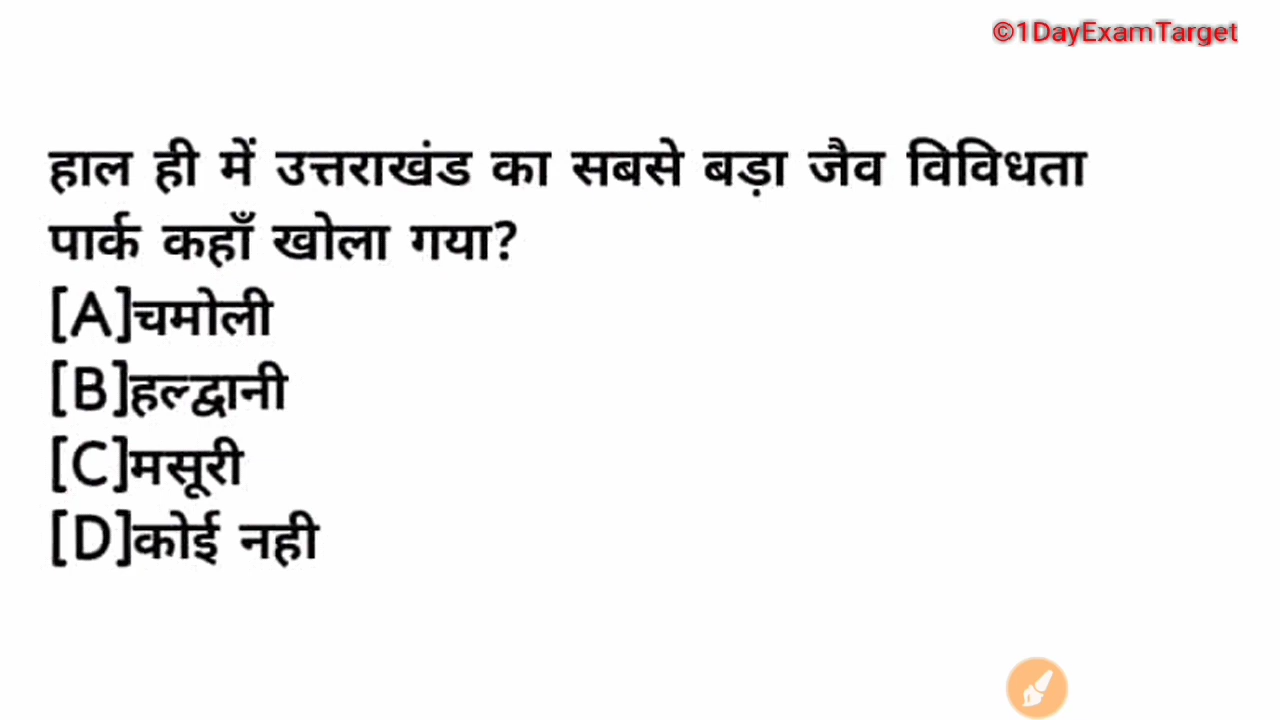 ©1DayExamTarget
हाल ही में उत्तराखंड का सबसे बड़ा जैव विविधता
पार्क कहाँ खोला गया?
[A]चमोली
[B]हल्द्वानी
[C]मसूरी
[D]कोई नही